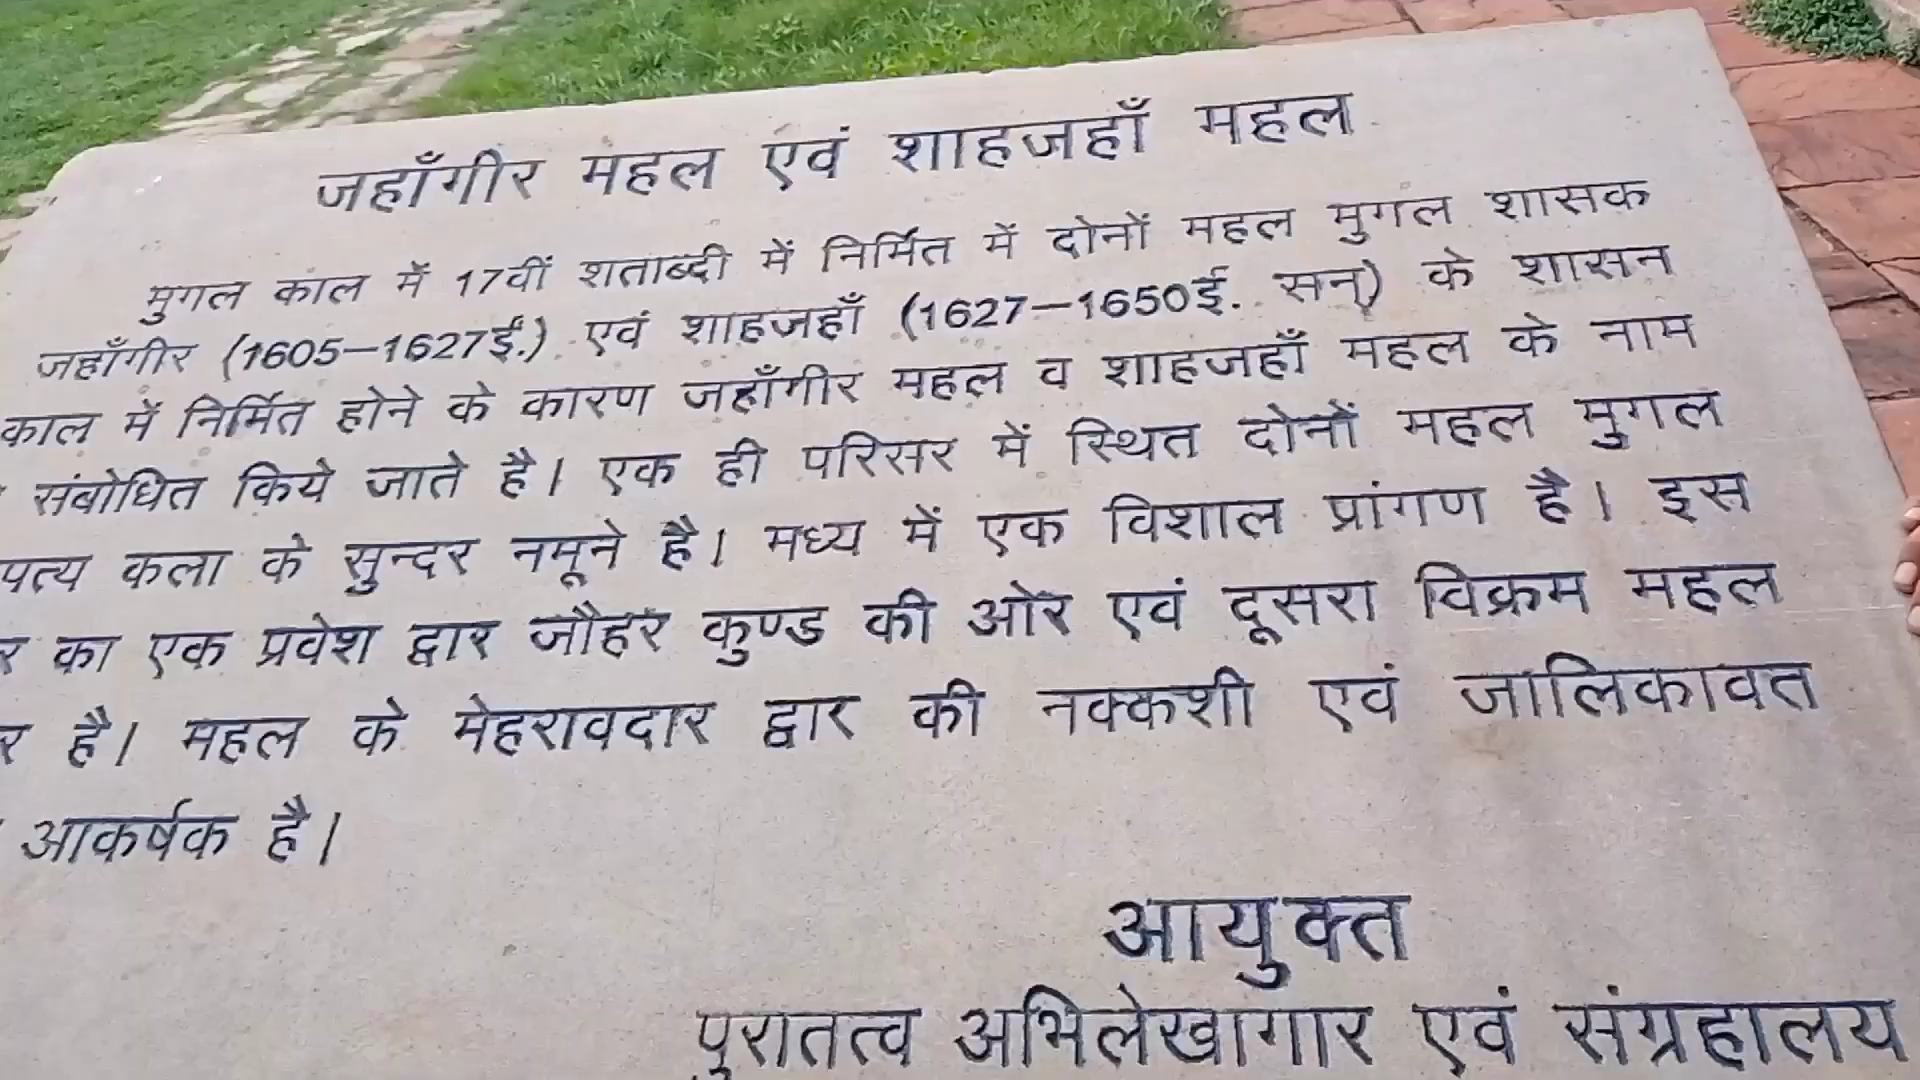 जहाँगीर महल एवं शाहजहाँ महल
मुगल काल में 17वीं शताब्दी में निर्मित में दोनों महल मुगल शासक
जहाँगीर (1605–1627ई.) एवं शाहजहाँ (1627–1650ई. सन्) के शासन
काल में निर्मित होने के कारण जहाँगीर महल व शाहजहाँ महल के नाम
संबोधित किये जाते है। एक ही परिसर में स्थित दोनों महल मुगल
पत्य कला के सुन्दर नमूने है। मध्य में एक विशाल प्रांगण है। इस
र का एक प्रवेश द्वार जौहर कुण्ड की ओर एवं दूसरा विक्रम महल
र है। महल के मेहरावदार द्वार की नक्कशी एवं जालिकावत
आकर्षक है।
आयुक्त
पुरातत्व अभिलेखागार एवं संग्रहालय